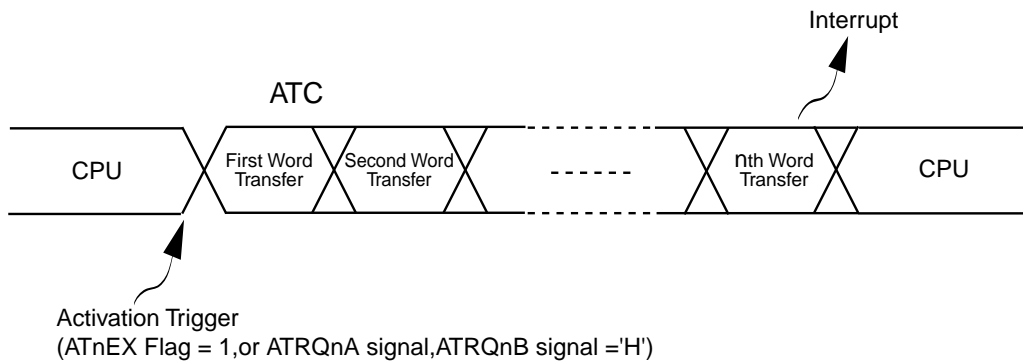 Interrupt
ATC
CPU
First Word
Transfer
Second Word
Transfer
nth Word
Transfer
CPU
Activation Trigger
(ATnEX Flag = 1,or ATRQnA signal,ATRQnB signal ='H')